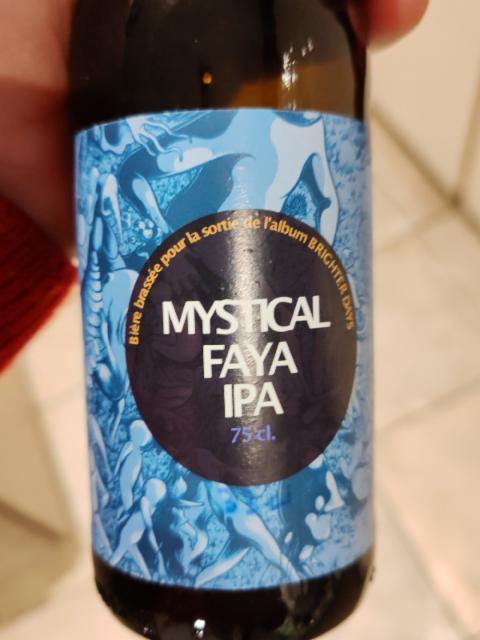 Bière brassée pour la sortie de l'album BRIGHTER DAYS
MYSTICAL
FAYA
IPA
75 cl.